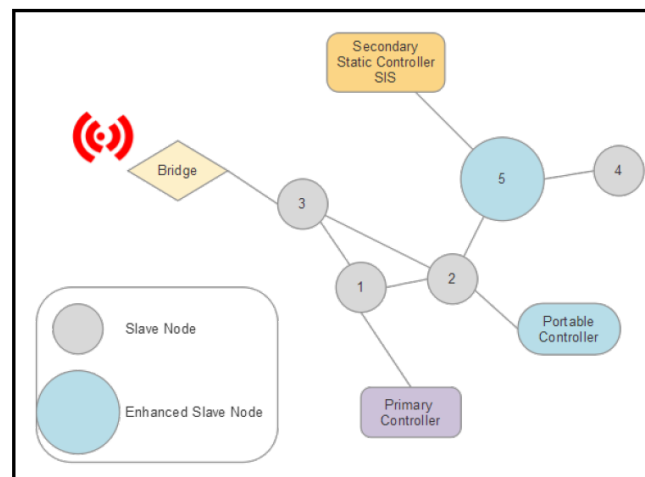 Secondary
Static Controller
SIS
Bridge
5
4
3
1
2
Slave Node
Portable
Controller
Enhanced Slave Node
Primary
Controller